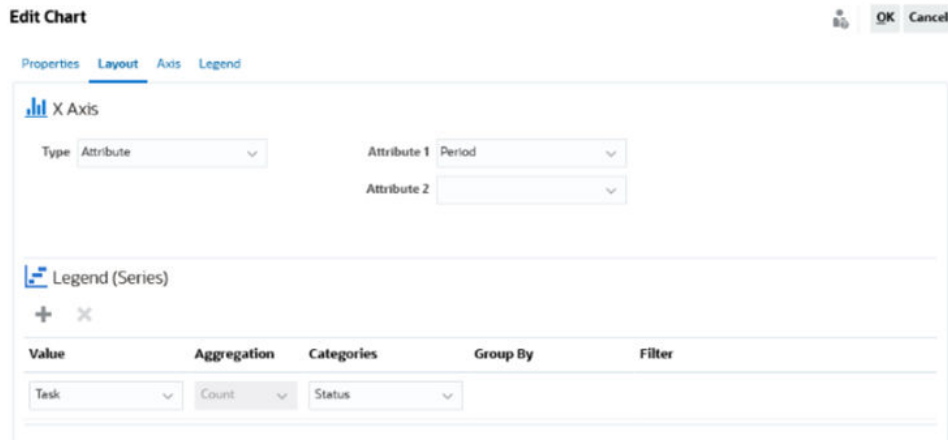 Edit Chart
OK Cancel
Properties Layout Axis Legend
X Axis
Type Attribute Attribute 1 Period
Attribute 2
Legend (Series)
Value Aggregation Categories Group By Filter
Task Count Status